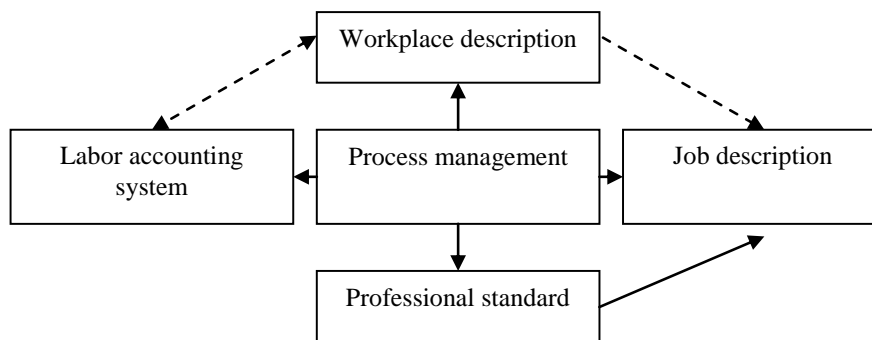 Workplace description
Labor accounting
system
Process management
Job description
Professional standard